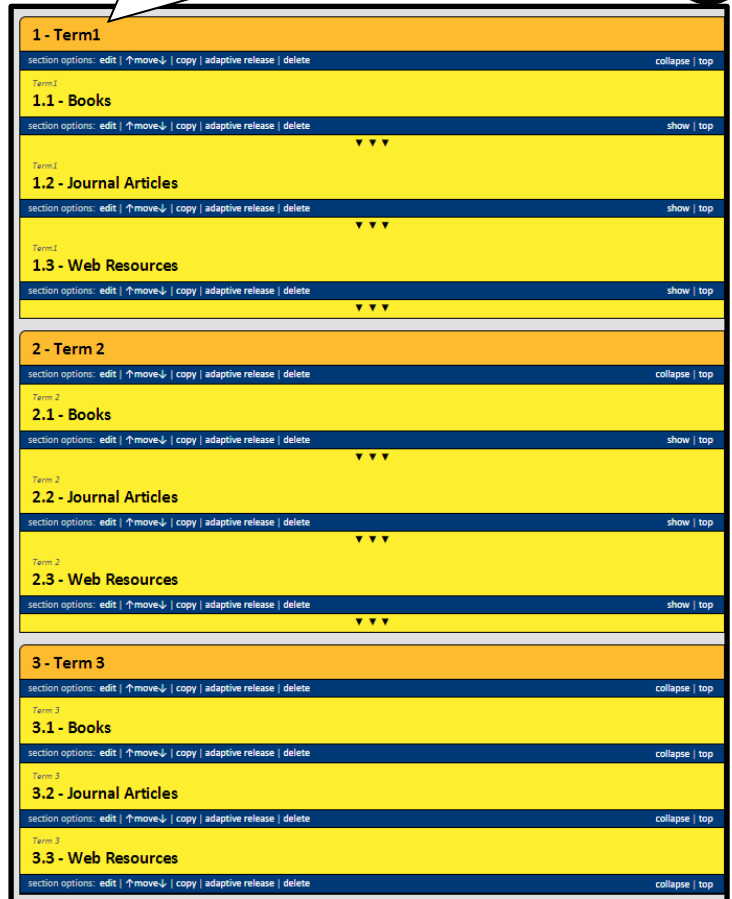 1 - Term1
section options: edit | ↑move↓ | copy | adaptive release | delete collapse | top
Term1
1.1 - Books
section options: edit | ↑move↓ | copy | adaptive release | delete show | top
▼ ▼ ▼
Term1
1.2 - Journal Articles
section options: edit | ↑move↓ | copy | adaptive release | delete show | top
▼ ▼ ▼
Term1
1.3 - Web Resources
section options: edit | ↑move↓ | copy | adaptive release | delete show | top
▼ ▼ ▼
2 - Term 2
section options: edit | ↑move↓ | copy | adaptive release | delete collapse | top
Term 2
2.1 - Books
section options: edit | ↑move↓ | copy | adaptive release | delete show | top
▼ ▼ ▼
Term 2
2.2 - Journal Articles
section options: edit | ↑move↓ | copy | adaptive release | delete show | top
▼ ▼ ▼
Term 2
2.3 - Web Resources
section options: edit | ↑move↓ | copy | adaptive release | delete show | top
▼ ▼ ▼
3 - Term 3
section options: edit | ↑move↓ | copy | adaptive release | delete collapse | top
Term 3
3.1 - Books
section options: edit | ↑move↓ | copy | adaptive release | delete collapse | top
Term 3
3.2 - Journal Articles
section options: edit | ↑move↓ | copy | adaptive release | delete collapse | top
Term 3
3.3 - Web Resources
section options: edit | ↑move↓ | copy | adaptive release | delete collapse | top